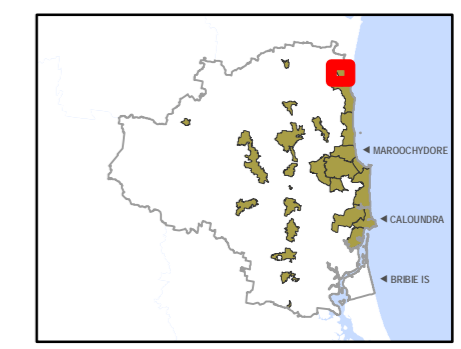 ◄ MAROOCHYDORE
◄ CALOUNDRA
◄ BRIBIE IS